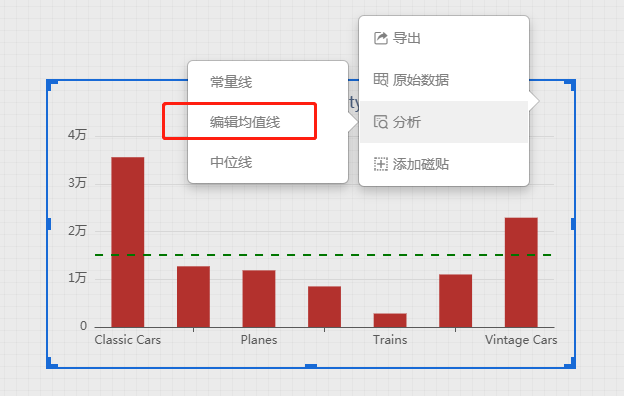 导出
原始数据
分析
添加磁贴
常量线
编辑均值线
中位线
ty
4万
3万
2万
1万
0
Classic Cars
Planes
Trains
Vintage Cars